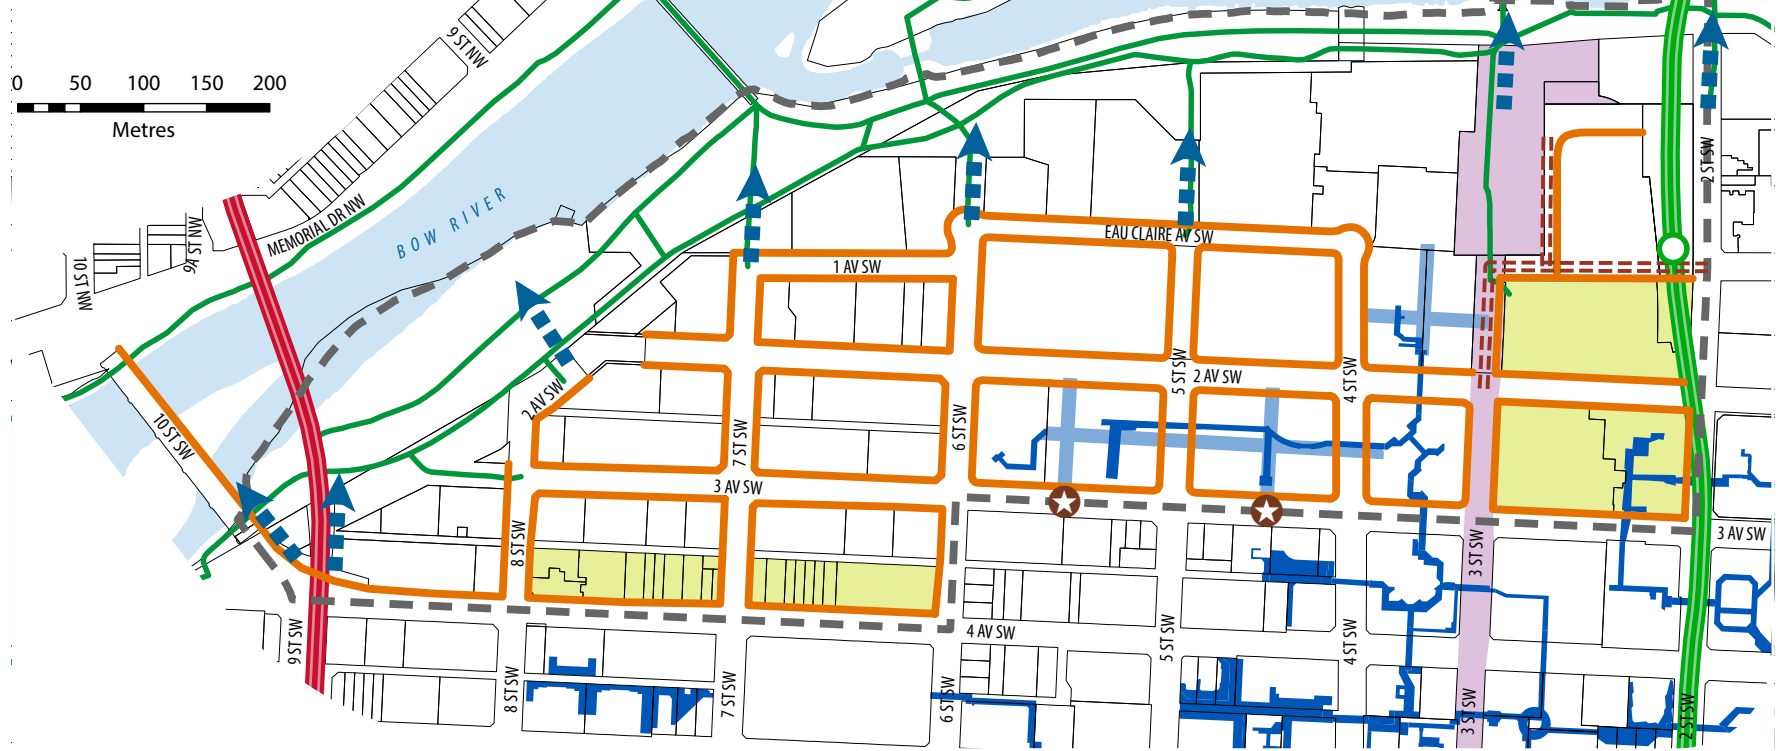 9 ST NW
0 50 100 150 200
Metres
2 ST SW
BOW RIVER
MEMORIAL DR NW
9A ST NW
10 ST NW
EAU CLAIRE AV SW
1 AV SW
5 ST SW
4 ST SW
2 AV SW
2 AV SW
10 ST SW
7 ST SW
6 ST SW
3 AV SW
8 ST SW
3 ST SW
3 AV SW
9 ST SW
4 AV SW
5 ST SW
4 ST SW
8 ST SW
7 ST SW
6 ST SW
3 ST SW
2 ST SW